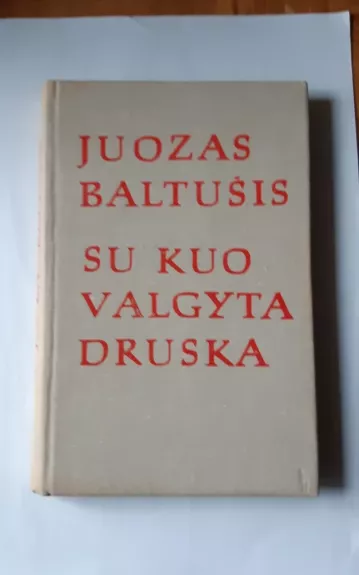 JUOZAS
BALTUŠIS
SU KUO
VALGYTA
DRUSKA